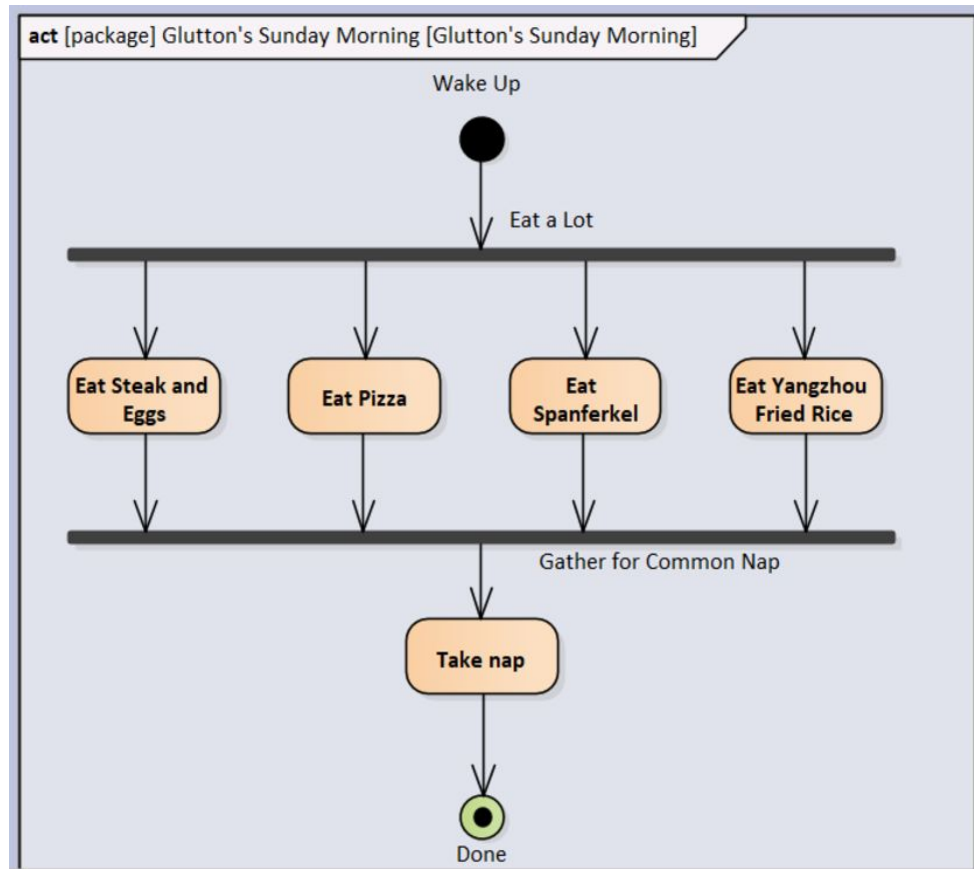 act [package] Glutton's Sunday Morning [Glutton's Sunday Morning]
Wake Up
Eat a Lot
Eat Steak and
Eggs
Eat Pizza
Eat
Spanferkel
Eat Yangzhou
Fried Rice
Gather for Common Nap
Take nap
Done